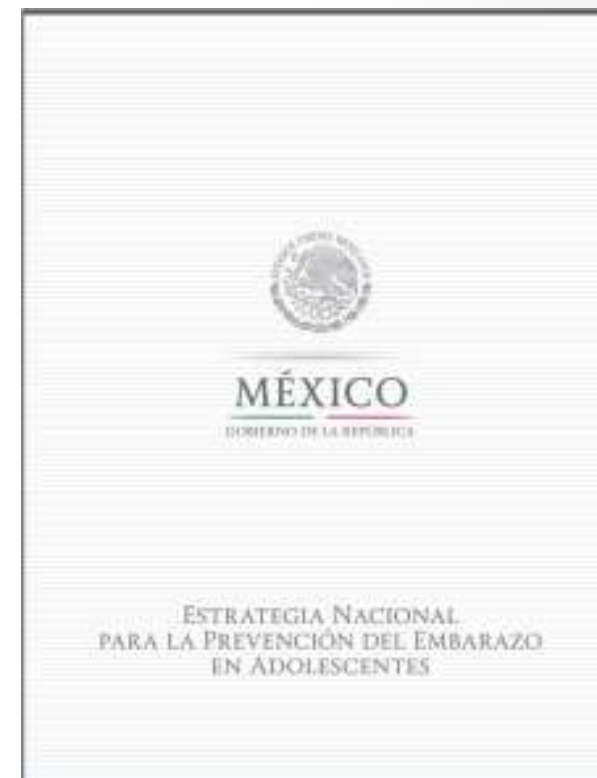 MÉXICO
GOBIERNO DE LA REPÚBLICA
ESTRATEGIA NACIONAL
PARA LA PREVENCIÓN DEL EMBARAZO
EN ADOLESCENTES